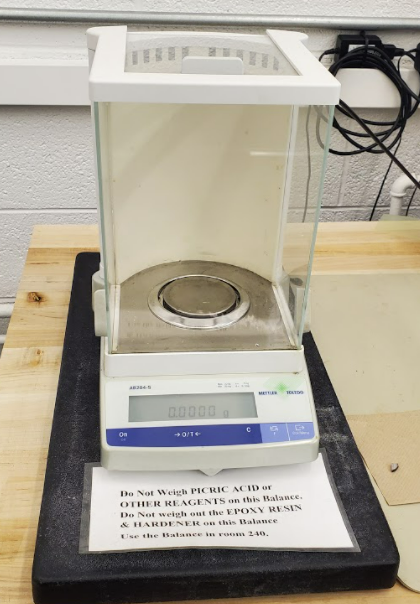 AB204-S
METTLER TOLEDO
0.0000 g
On →0/T← C
Do Not Weigh PICRIC ACID or
OTHER REAGENTS on this Balance.
Do Not weigh out the EPOXY RESIN
& HARDENER on this Balance
Use the Balance in room 240.